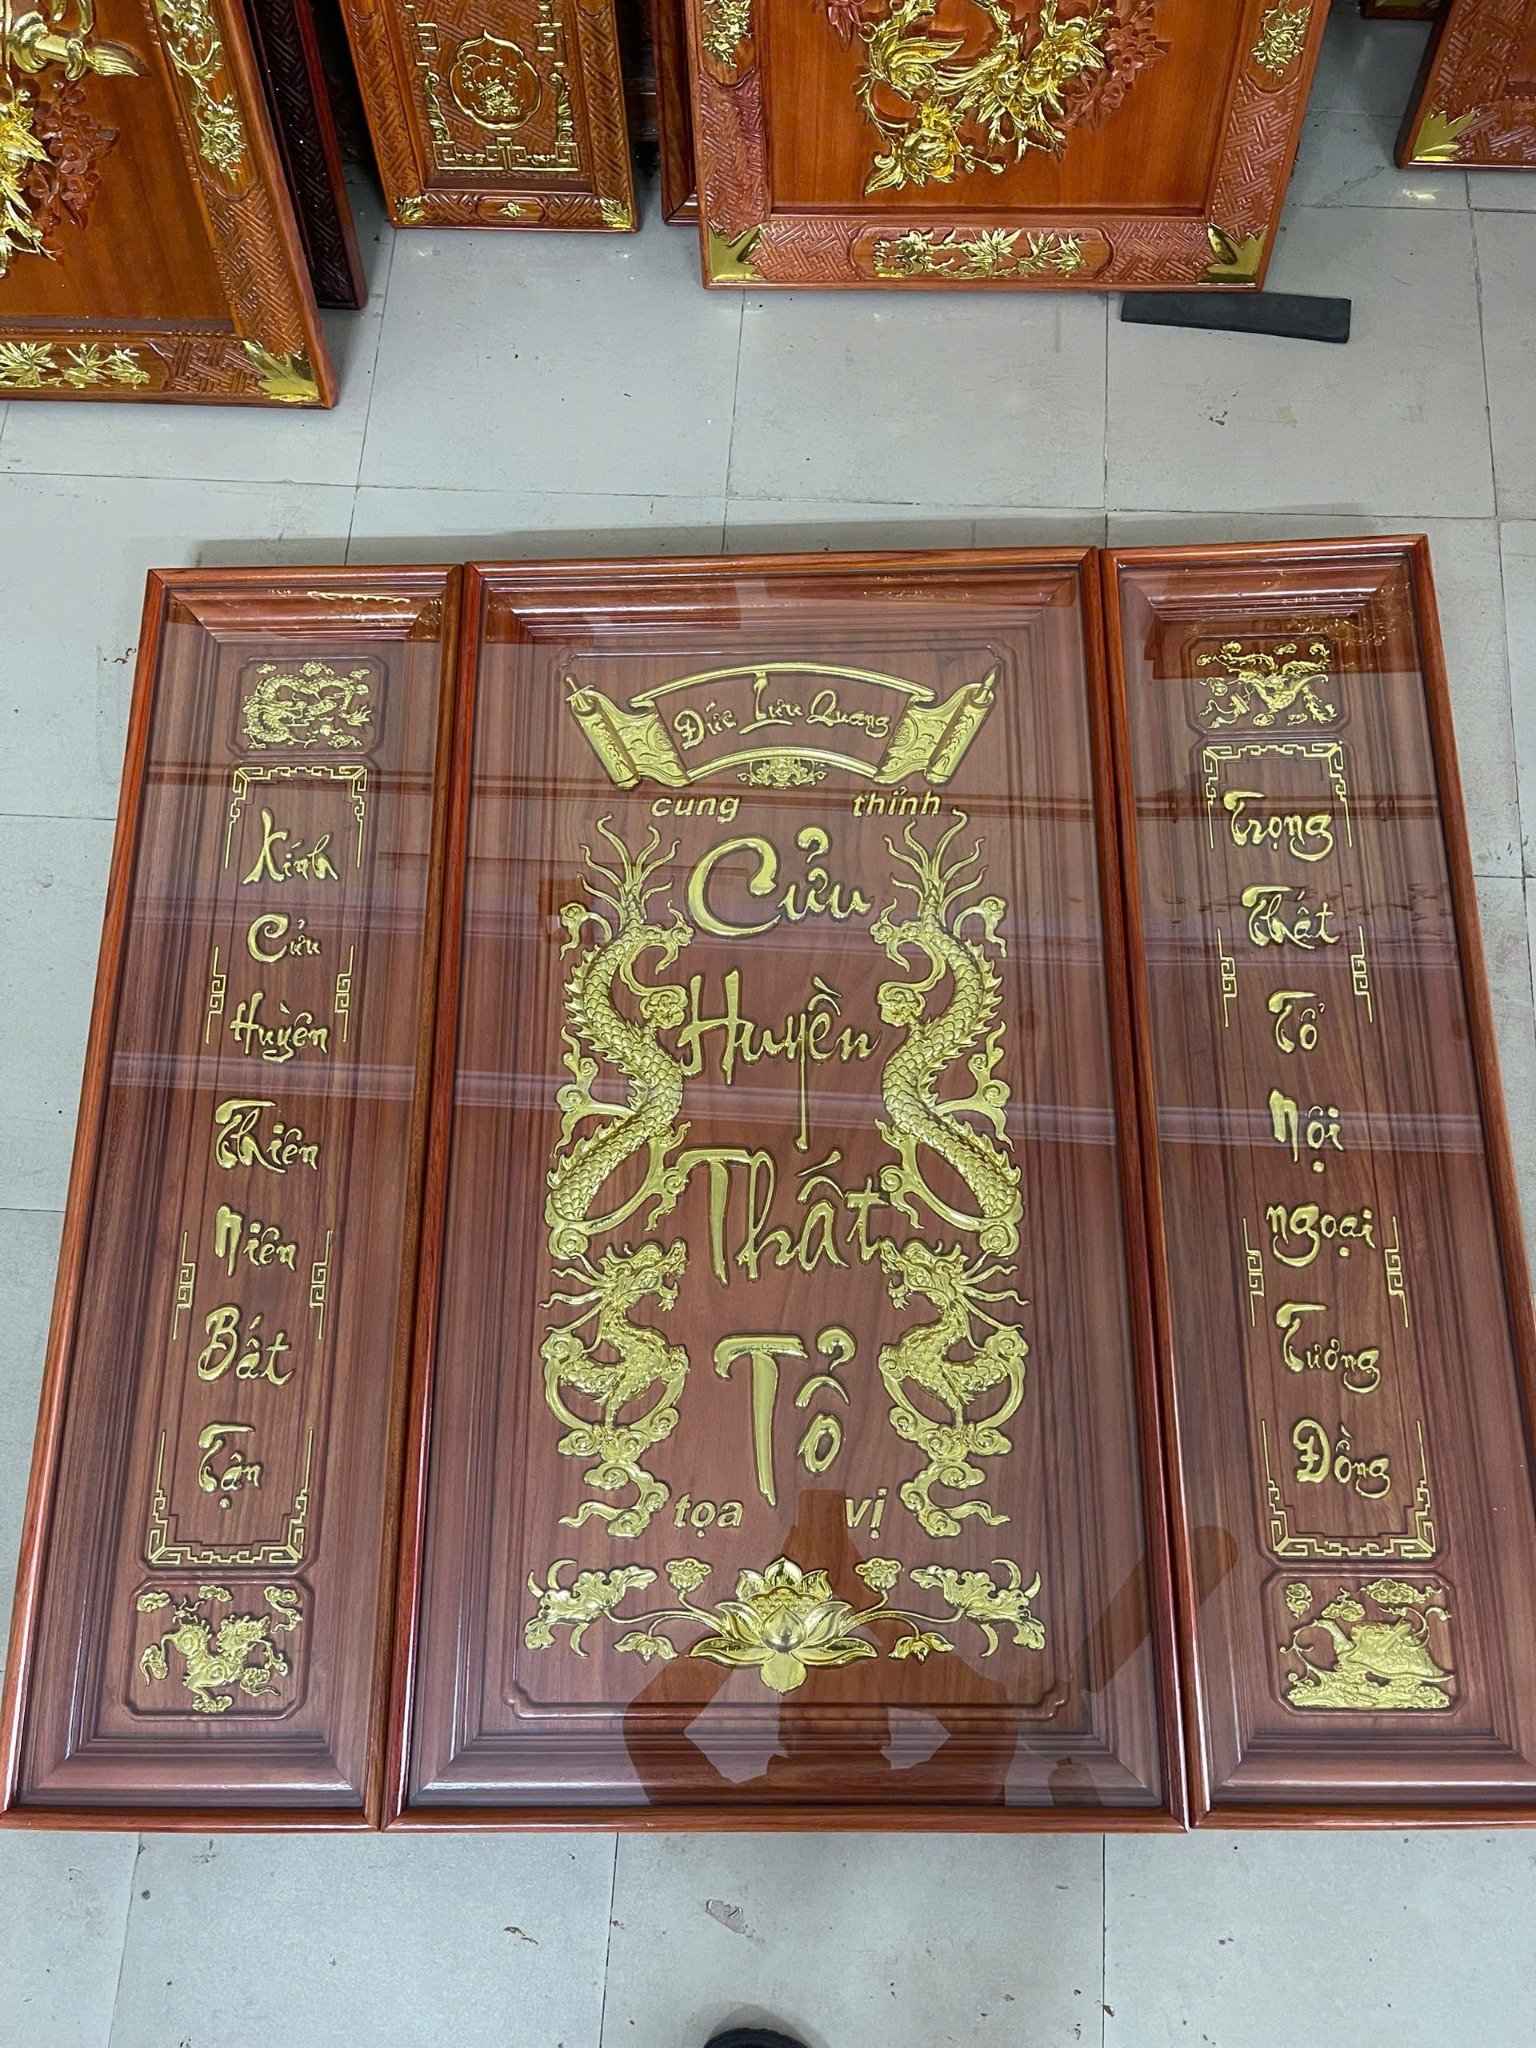 Kính
Cửu
Huyền
Thiên
Niên
Bát
Tận
Đức Lưu Quang
cung thỉnh
Cửu
Huyền
Thất
Tổ
tọa vị
Trọng
Thất
Tổ
Nội
ngoại
Tưởng
Đồng